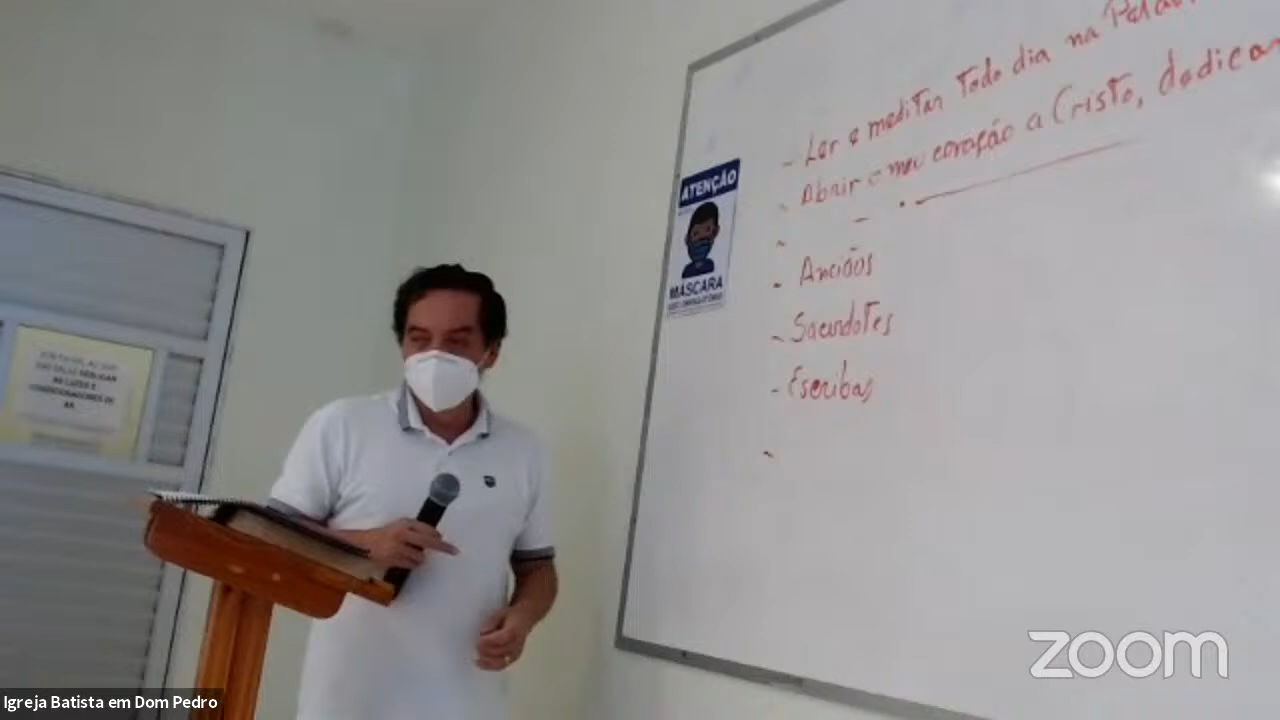 - Ler e meditar todo dia na Palav
- Abrir o meu coração a Cristo, dedicar
- Anciãos
- Sacerdotes
- Escribas
ATENÇÃO
MÁSCARA
zoom
Igreja Batista em Dom Pedro